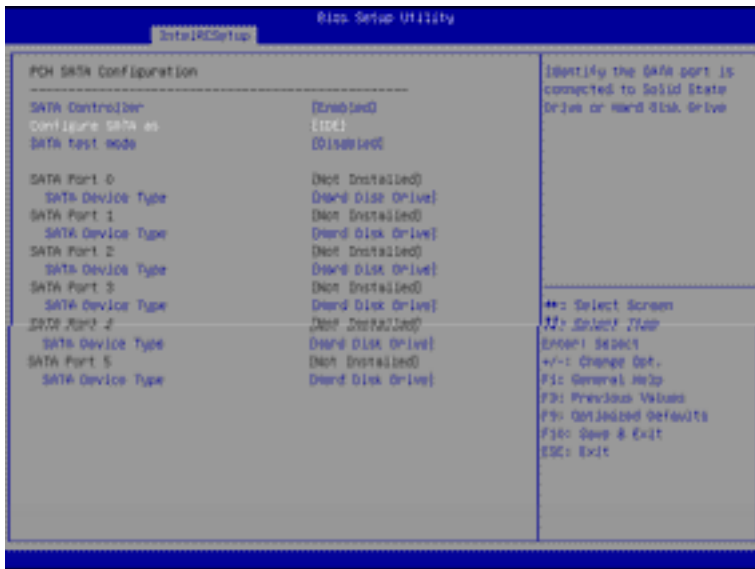 Bios Setup Utility
IntelRCSetup
PCH SATA Configuration
SATA Controller [Enabled]
Configure SATA as [IDE]
SATA test mode [Disabled]
SATA Port 0 [Not Installed]
SATA Device Type [Hard Disk Drive]
SATA Port 1 [Not Installed]
SATA Device Type [Hard Disk Drive]
SATA Port 2 [Not Installed]
SATA Device Type [Hard Disk Drive]
SATA Port 3 [Not Installed]
SATA Device Type [Hard Disk Drive]
SATA Port 4 [Not Installed]
SATA Device Type [Hard Disk Drive]
SATA Port 5 [Not Installed]
SATA Device Type [Hard Disk Drive]
Identify the SATA port is
connected to Solid State
Drive or Hard Disk Drive
↔: Select Screen
↑↓: Select Item
Enter: Select
+/-: Change Opt.
F1: General Help
F3: Previous Values
F9: Optimized Defaults
F10: Save & Exit
ESC: Exit